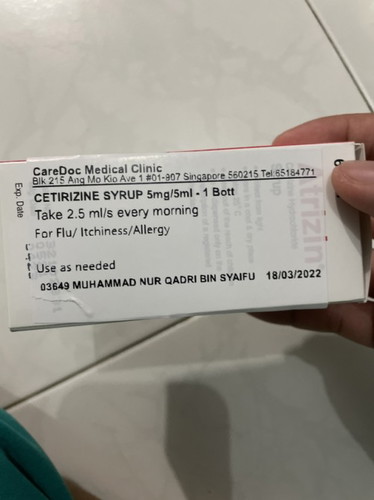 CareDoc Medical Clinic
Blk 215 Ang Mo Kio Ave 1 #01-907 Singapore 560215 Tel:65184771
CETIRIZINE SYRUP 5mg/5ml - 1 Bott
Take 2.5 ml/s every morning
For Flu/ Itchiness/Allergy
Use as needed
03649 MUHAMMAD NUR QADRI BIN SYAIFU 18/03/2022
Exp. Date